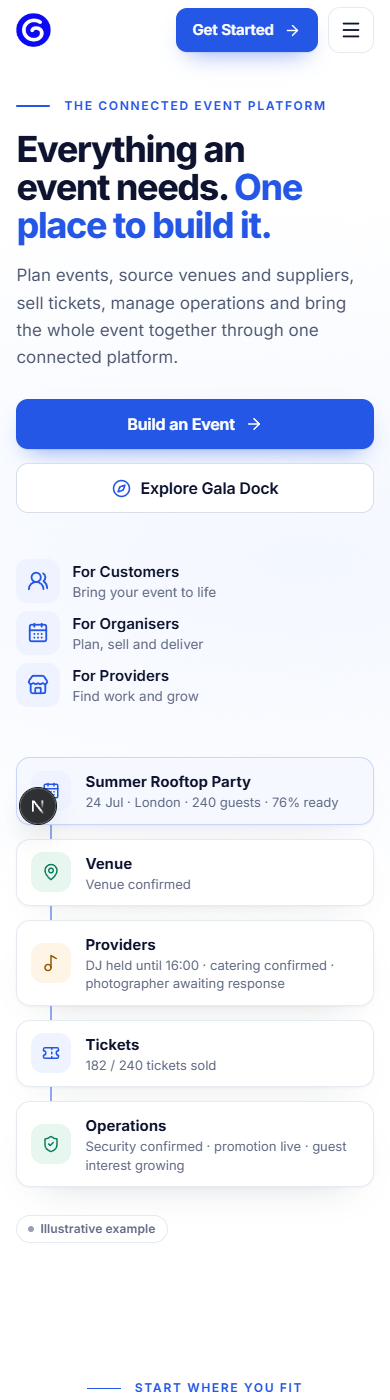 G
Get Started
THE CONNECTED EVENT PLATFORM
Everything an
event needs. One
place to build it.
Plan events, source venues and suppliers,
sell tickets, manage operations and bring
the whole event together through one
connected platform.
Build an Event
Explore Gala Dock
For Customers
Bring your event to life
For Organisers
Plan, sell and deliver
For Providers
Find work and grow
Summer Rooftop Party
24 Jul · London · 240 guests · 76% ready
N
Venue
Venue confirmed
Providers
DJ held until 16:00 · catering confirmed ·
photographer awaiting response
Tickets
182 / 240 tickets sold
Operations
Security confirmed · promotion live · guest
interest growing
Illustrative example
START WHERE YOU FIT